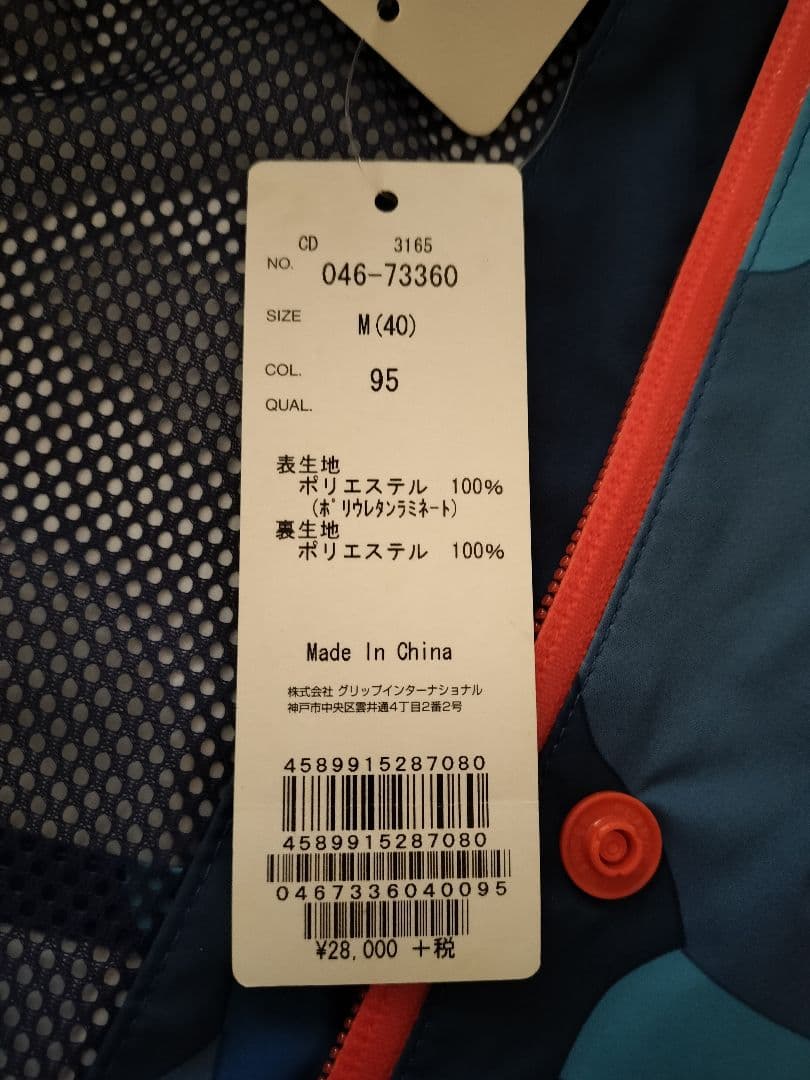 CD 3165
NO. 046-73360
SIZE M(40)
COL. 95
QUAL.
表生地
ポリエステル 100%
(ポリウレタンラミネート)
裏生地
ポリエステル 100%
Made In China
株式会社 グリップインターナショナル
神戸市中央区雲井通4丁目2番2号
4589915287080
4589915287080
0467336040095
¥28,000 +税